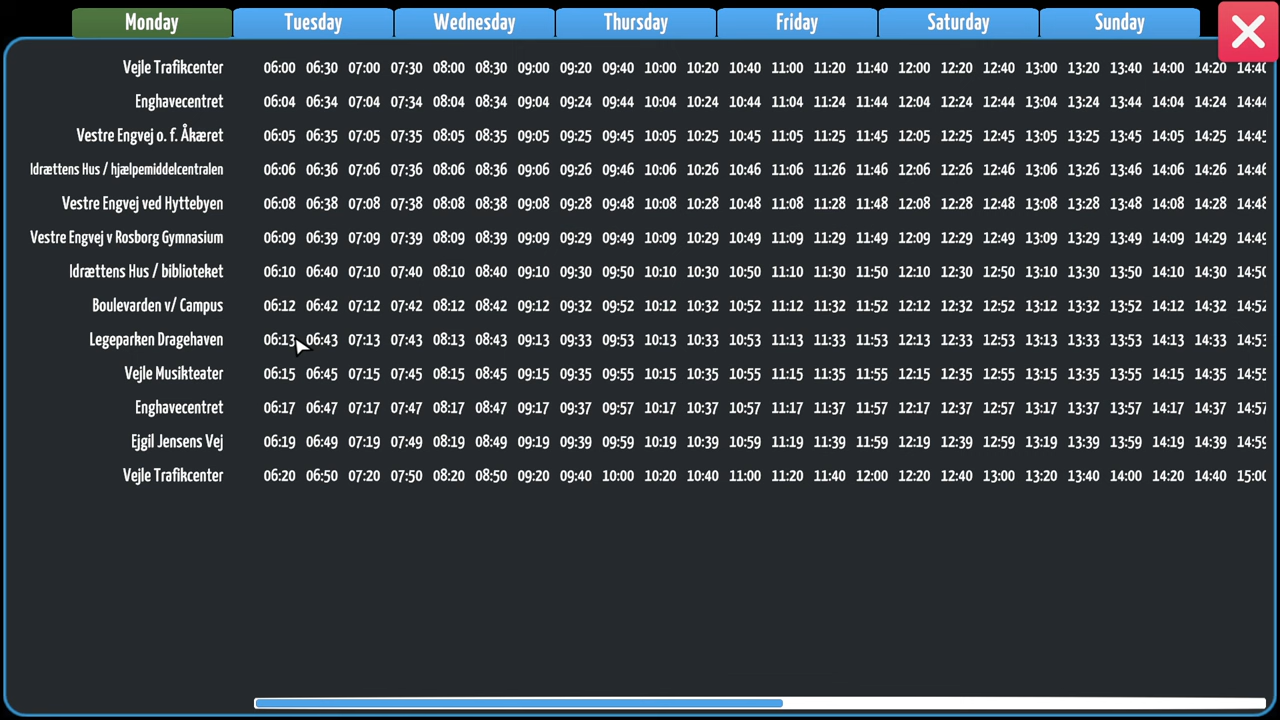 Monday Tuesday Wednesday Thursday Friday Saturday Sunday
Vejle Trafikcenter 06:00 06:30 07:00 07:30 08:00 08:30 09:00 09:20 09:40 10:00 10:20 10:40 11:00 11:20 11:40 12:00 12:20 12:40 13:00 13:20 13:40 14:00 14:20 14:40
Enghavecentret 06:04 06:34 07:04 07:34 08:04 08:34 09:04 09:24 09:44 10:04 10:24 10:44 11:04 11:24 11:44 12:04 12:24 12:44 13:04 13:24 13:44 14:04 14:24 14:44
Vestre Engvej o. f. Åkæret 06:05 06:35 07:05 07:35 08:05 08:35 09:05 09:25 09:45 10:05 10:25 10:45 11:05 11:25 11:45 12:05 12:25 12:45 13:05 13:25 13:45 14:05 14:25 14:45
Idrættens Hus / hjælpemiddelcentralen 06:06 06:36 07:06 07:36 08:06 08:36 09:06 09:26 09:46 10:06 10:26 10:46 11:06 11:26 11:46 12:06 12:26 12:46 13:06 13:26 13:46 14:06 14:26 14:46
Vestre Engvej ved Hyttebyen 06:08 06:38 07:08 07:38 08:08 08:38 09:08 09:28 09:48 10:08 10:28 10:48 11:08 11:28 11:48 12:08 12:28 12:48 13:08 13:28 13:48 14:08 14:28 14:48
Vestre Engvej v Rosborg Gymnasium 06:09 06:39 07:09 07:39 08:09 08:39 09:09 09:29 09:49 10:09 10:29 10:49 11:09 11:29 11:49 12:09 12:29 12:49 13:09 13:29 13:49 14:09 14:29 14:49
Idrættens Hus / biblioteket 06:10 06:40 07:10 07:40 08:10 08:40 09:10 09:30 09:50 10:10 10:30 10:50 11:10 11:30 11:50 12:10 12:30 12:50 13:10 13:30 13:50 14:10 14:30 14:50
Boulevarden v/ Campus 06:12 06:42 07:12 07:42 08:12 08:42 09:12 09:32 09:52 10:12 10:32 10:52 11:12 11:32 11:52 12:12 12:32 12:52 13:12 13:32 13:52 14:12 14:32 14:52
Legeparken Dragehaven 06:13 06:43 07:13 07:43 08:13 08:43 09:13 09:33 09:53 10:13 10:33 10:53 11:13 11:33 11:53 12:13 12:33 12:53 13:13 13:33 13:53 14:13 14:33 14:53
Vejle Musikteater 06:15 06:45 07:15 07:45 08:15 08:45 09:15 09:35 09:55 10:15 10:35 10:55 11:15 11:35 11:55 12:15 12:35 12:55 13:15 13:35 13:55 14:15 14:35 14:55
Enghavecentret 06:17 06:47 07:17 07:47 08:17 08:47 09:17 09:37 09:57 10:17 10:37 10:57 11:17 11:37 11:57 12:17 12:37 12:57 13:17 13:37 13:57 14:17 14:37 14:57
Ejgil Jensens Vej 06:19 06:49 07:19 07:49 08:19 08:49 09:19 09:39 09:59 10:19 10:39 10:59 11:19 11:39 11:59 12:19 12:39 12:59 13:19 13:39 13:59 14:19 14:39 14:59
Vejle Trafikcenter 06:20 06:50 07:20 07:50 08:20 08:50 09:20 09:40 10:00 10:20 10:40 11:00 11:20 11:40 12:00 12:20 12:40 13:00 13:20 13:40 14:00 14:20 14:40 15:00